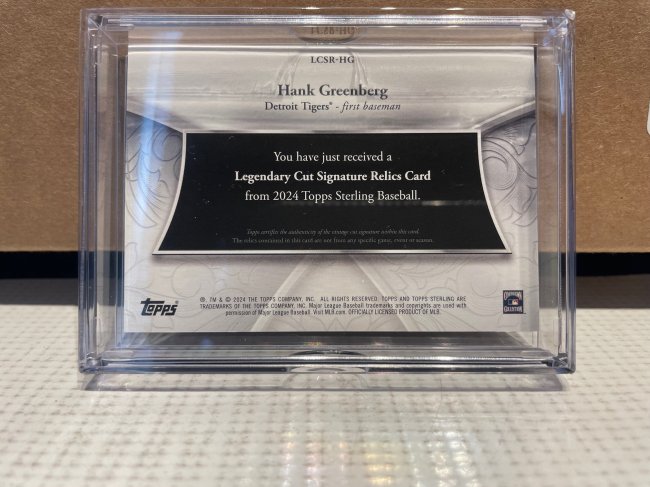 LCSR-HG
Hank Greenberg
Detroit Tigers® - first baseman
You have just received a
Legendary Cut Signature Relics Card
from 2024 Topps Sterling Baseball.
Topps certifies the authenticity of the vintage cut signature within this card.
The relics contained in this card are not from any specific game, event or season.
®, TM & © 2024 THE TOPPS COMPANY, INC. ALL RIGHTS RESERVED. TOPPS AND TOPPS STERLING ARE
TRADEMARKS OF THE TOPPS COMPANY, INC. Major League Baseball trademarks and copyrights are used with
permission of Major League Baseball. Visit MLB.com. OFFICIALLY LICENSED PRODUCT OF MLB.
topps
COOPERSTOWN
COLLECTION